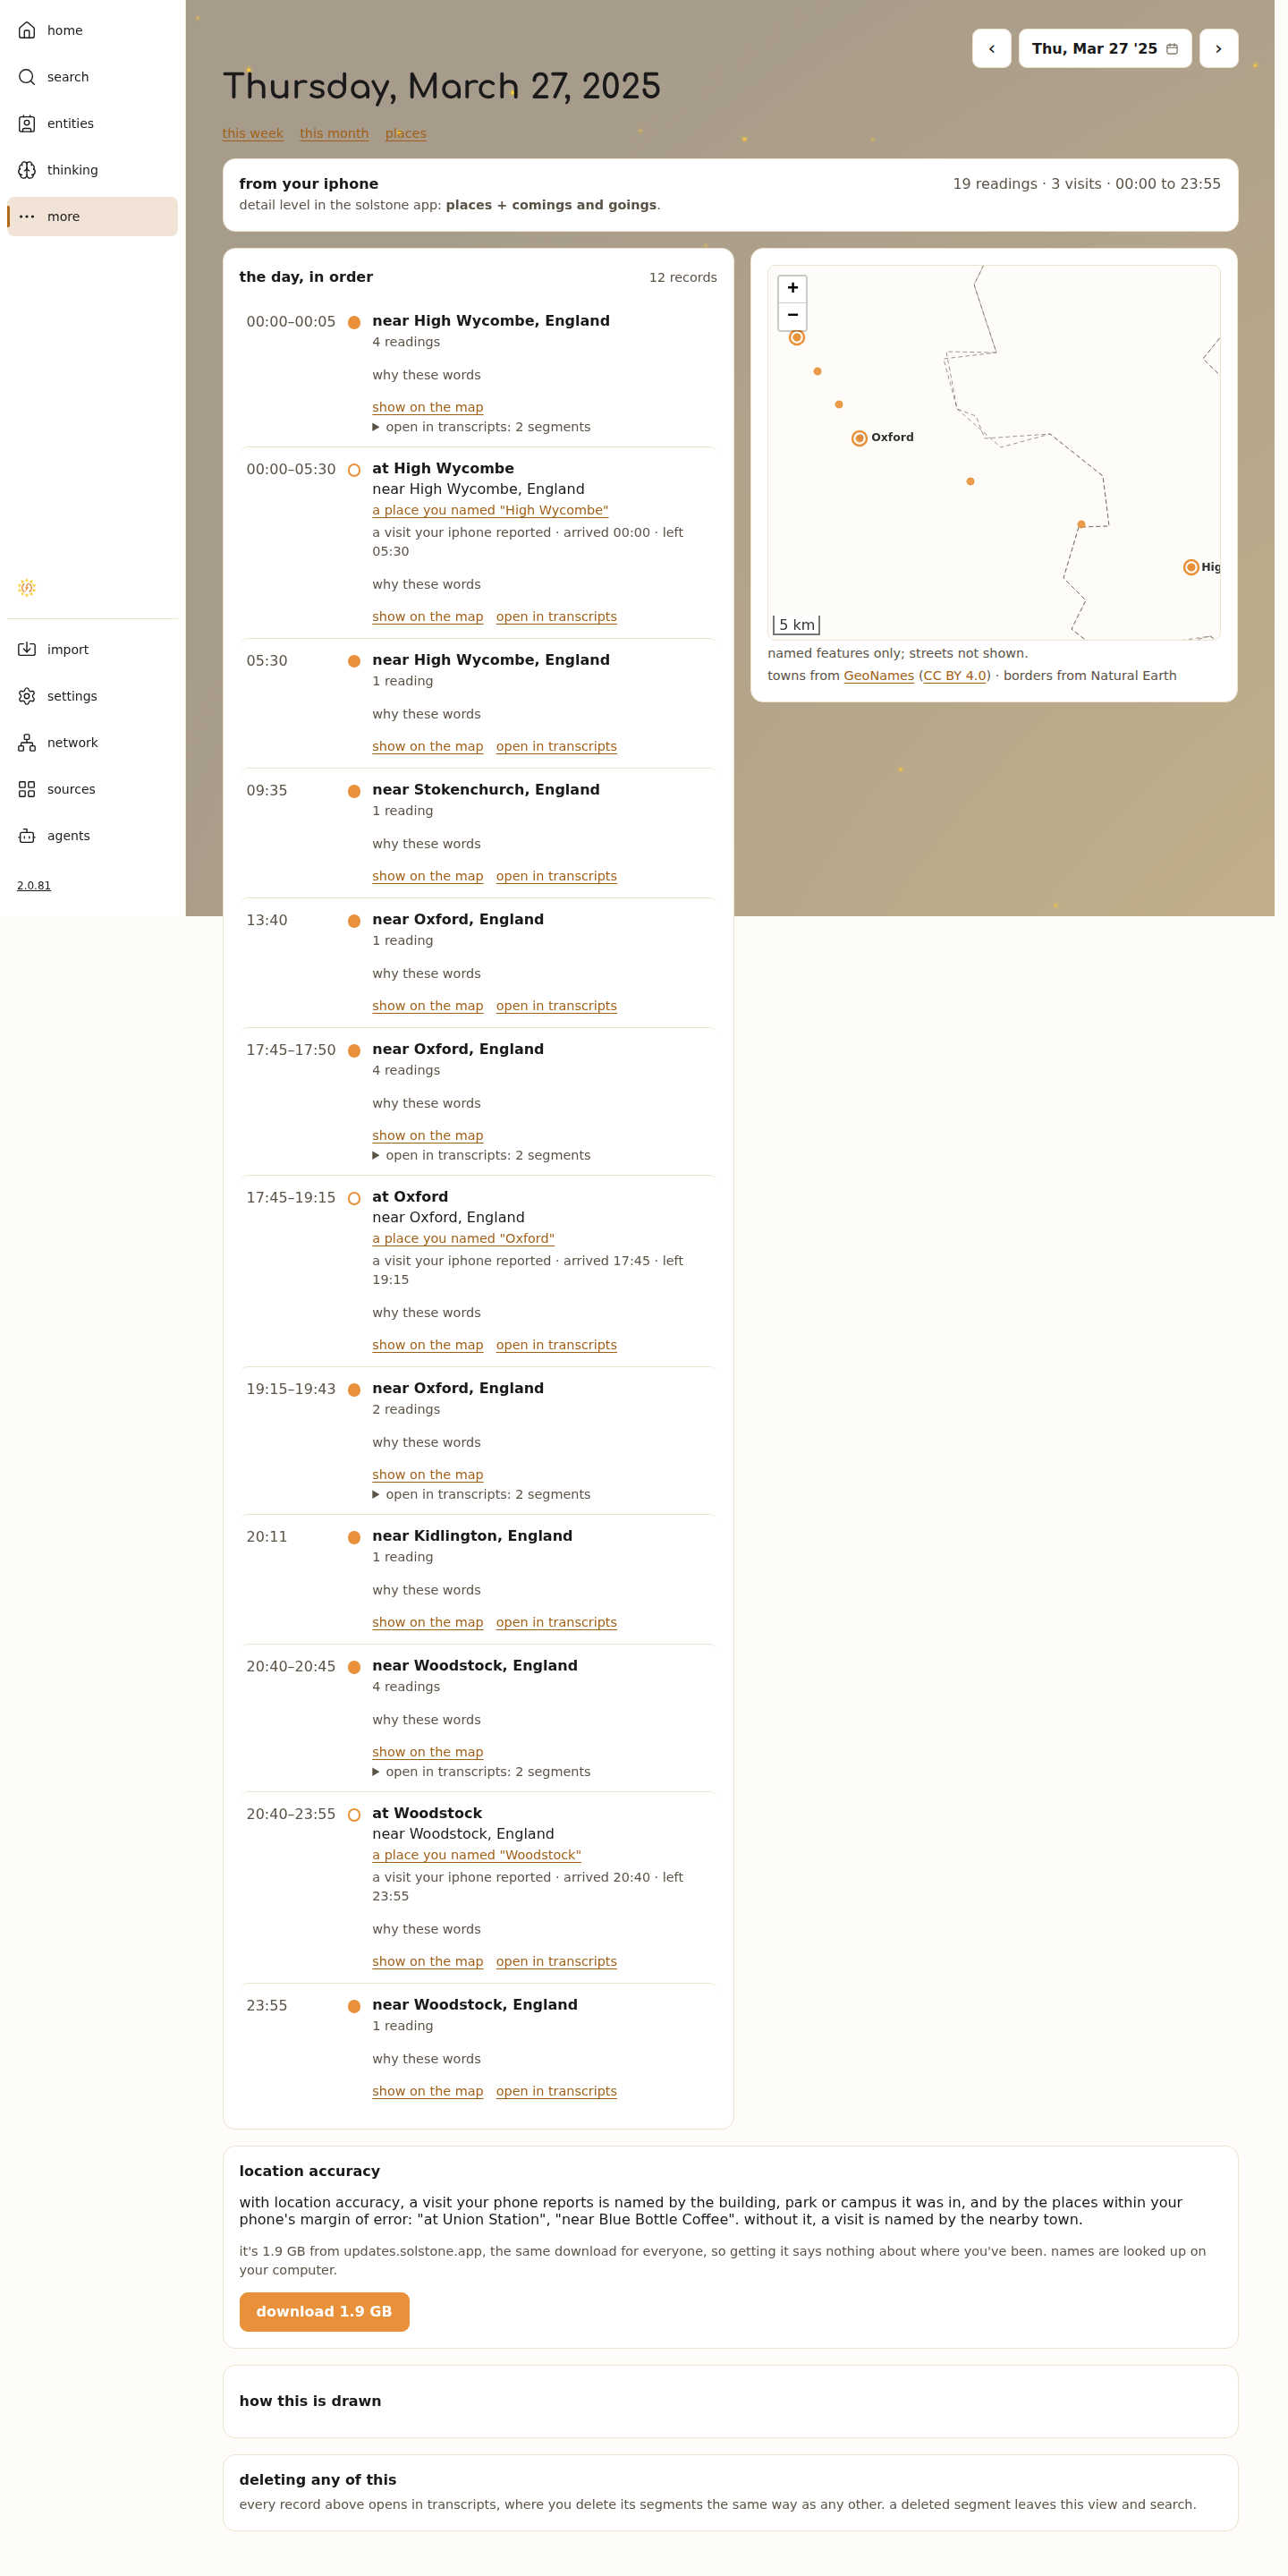 home
search
entities
thinking
more
import
settings
network
sources
agents
2.0.81
‹
Thu, Mar 27 '25
›
Thursday, March 27, 2025
this week
this month
places
from your iphone
19 readings · 3 visits · 00:00 to 23:55
detail level in the solstone app: places + comings and goings.
the day, in order
12 records
00:00–00:05
near High Wycombe, England
4 readings
why these words
show on the map
▶ open in transcripts: 2 segments
00:00–05:30
at High Wycombe
near High Wycombe, England
a place you named "High Wycombe"
a visit your iphone reported · arrived 00:00 · left
05:30
why these words
show on the map open in transcripts
05:30
near High Wycombe, England
1 reading
why these words
show on the map open in transcripts
09:35
near Stokenchurch, England
1 reading
why these words
show on the map open in transcripts
13:40
near Oxford, England
1 reading
why these words
show on the map open in transcripts
17:45–17:50
near Oxford, England
4 readings
why these words
show on the map
▶ open in transcripts: 2 segments
17:45–19:15
at Oxford
near Oxford, England
a place you named "Oxford"
a visit your iphone reported · arrived 17:45 · left
19:15
why these words
show on the map open in transcripts
19:15–19:43
near Oxford, England
2 readings
why these words
show on the map
▶ open in transcripts: 2 segments
20:11
near Kidlington, England
1 reading
why these words
show on the map open in transcripts
20:40–20:45
near Woodstock, England
4 readings
why these words
show on the map
▶ open in transcripts: 2 segments
20:40–23:55
at Woodstock
near Woodstock, England
a place you named "Woodstock"
a visit your iphone reported · arrived 20:40 · left
23:55
why these words
show on the map open in transcripts
23:55
near Woodstock, England
1 reading
why these words
show on the map open in transcripts
+
−
Oxford
Hig
5 km
named features only; streets not shown.
towns from GeoNames (CC BY 4.0) · borders from Natural Earth
location accuracy
with location accuracy, a visit your phone reports is named by the building, park or campus it was in, and by the places within your
phone's margin of error: "at Union Station", "near Blue Bottle Coffee". without it, a visit is named by the nearby town.
it's 1.9 GB from updates.solstone.app, the same download for everyone, so getting it says nothing about where you've been. names are looked up on
your computer.
download 1.9 GB
how this is drawn
deleting any of this
every record above opens in transcripts, where you delete its segments the same way as any other. a deleted segment leaves this view and search.